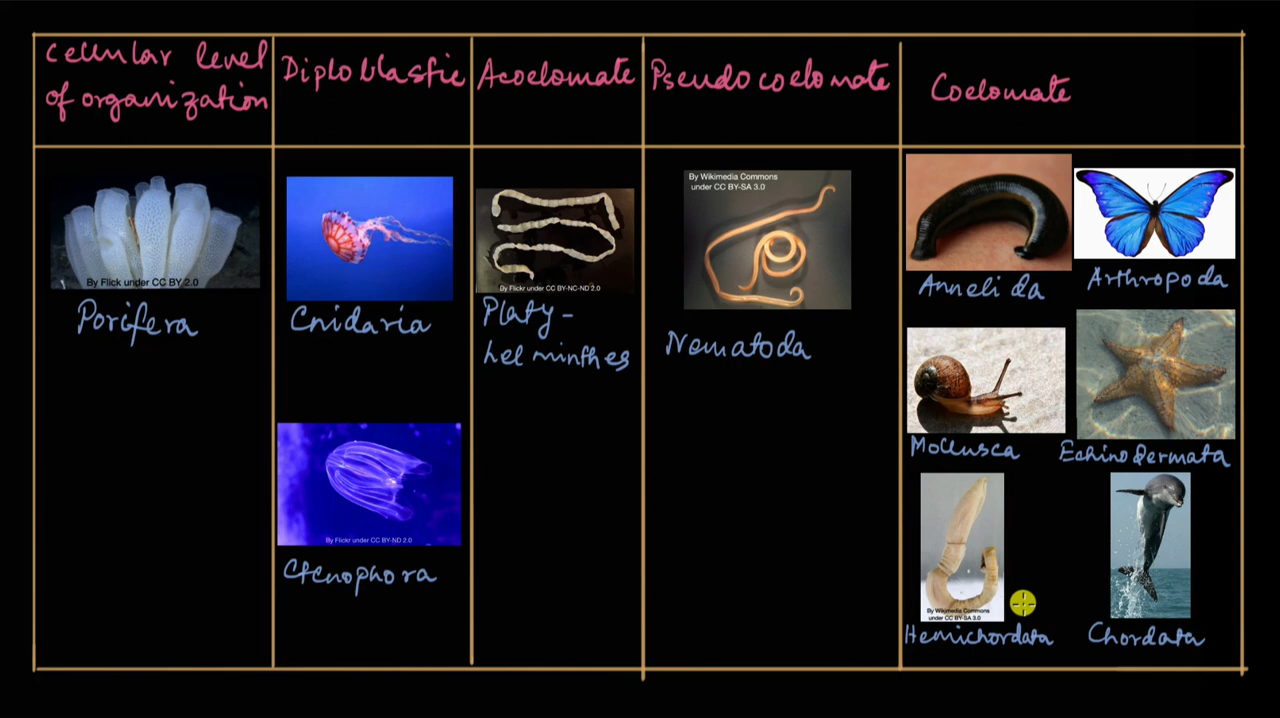 Cellular level
of organization
Diploblastic
Acoelomate
Pseudocoelomate
Coelomate
By Flick under CC BY 2.0
Porifera
Cnidaria
By Flickr under CC BY-ND 2.0
Ctenophora
By Flickr under CC BY-NC-ND 2.0
Platy-
helminthes
By Wikimedia Commons
under CC BY-SA 3.0
Nematoda
Annelida
Arthropoda
Mollusca
Echinodermata
By Wikimedia Commons
under CC BY-SA 3.0
Hemichordata
Chordata